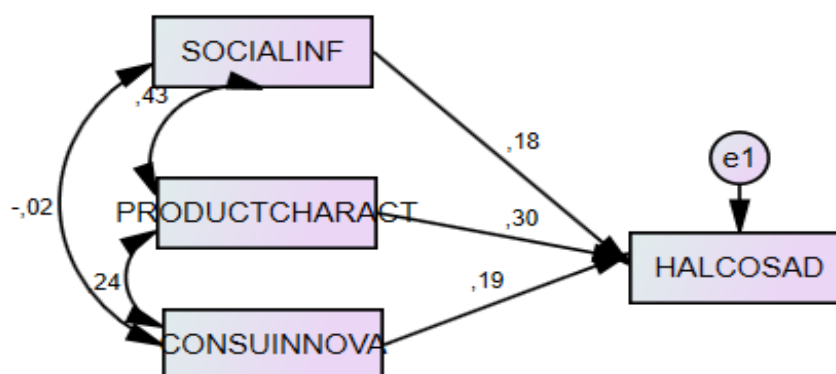 SOCIALINF
,43
,18
e1
-,02
PRODUCTCHARACT
,30
HALCOSAD
,24
,19
CONSUINNOVA